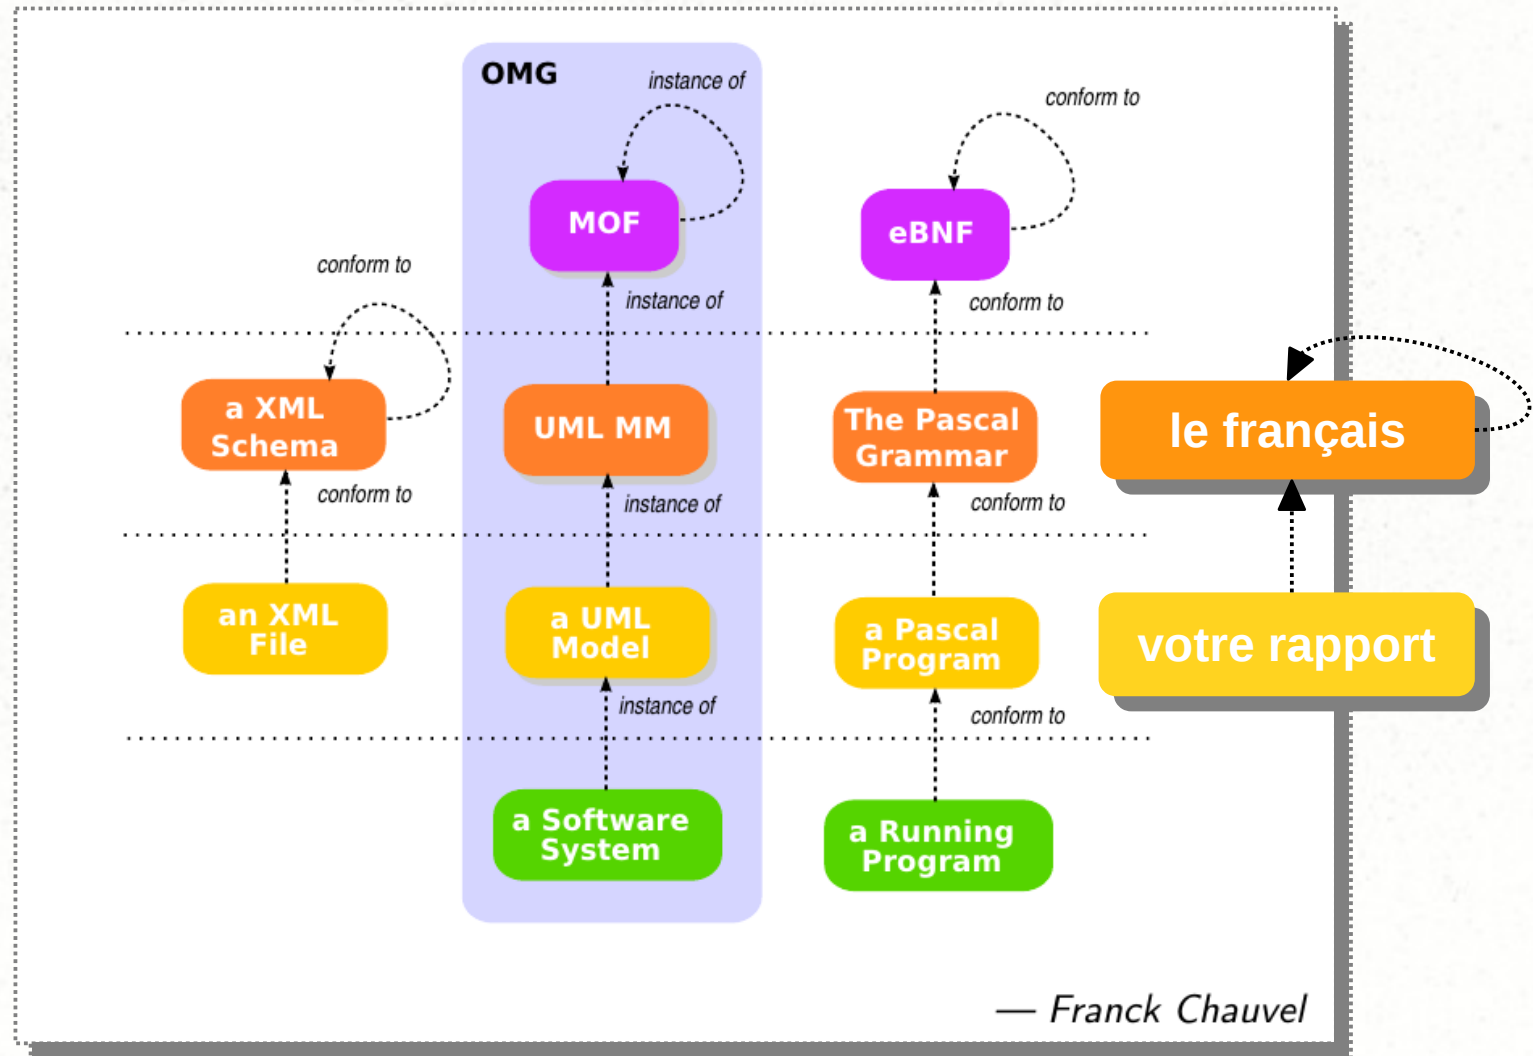 OMG
instance of
conform to
MOF
eBNF
conform to
instance of
conform to
a XML
Schema
UML MM
The Pascal
Grammar
le français
conform to
instance of
conform to
an XML
File
a UML
Model
a Pascal
Program
votre rapport
instance of
conform to
a Software
System
a Running
Program
— Franck Chauvel